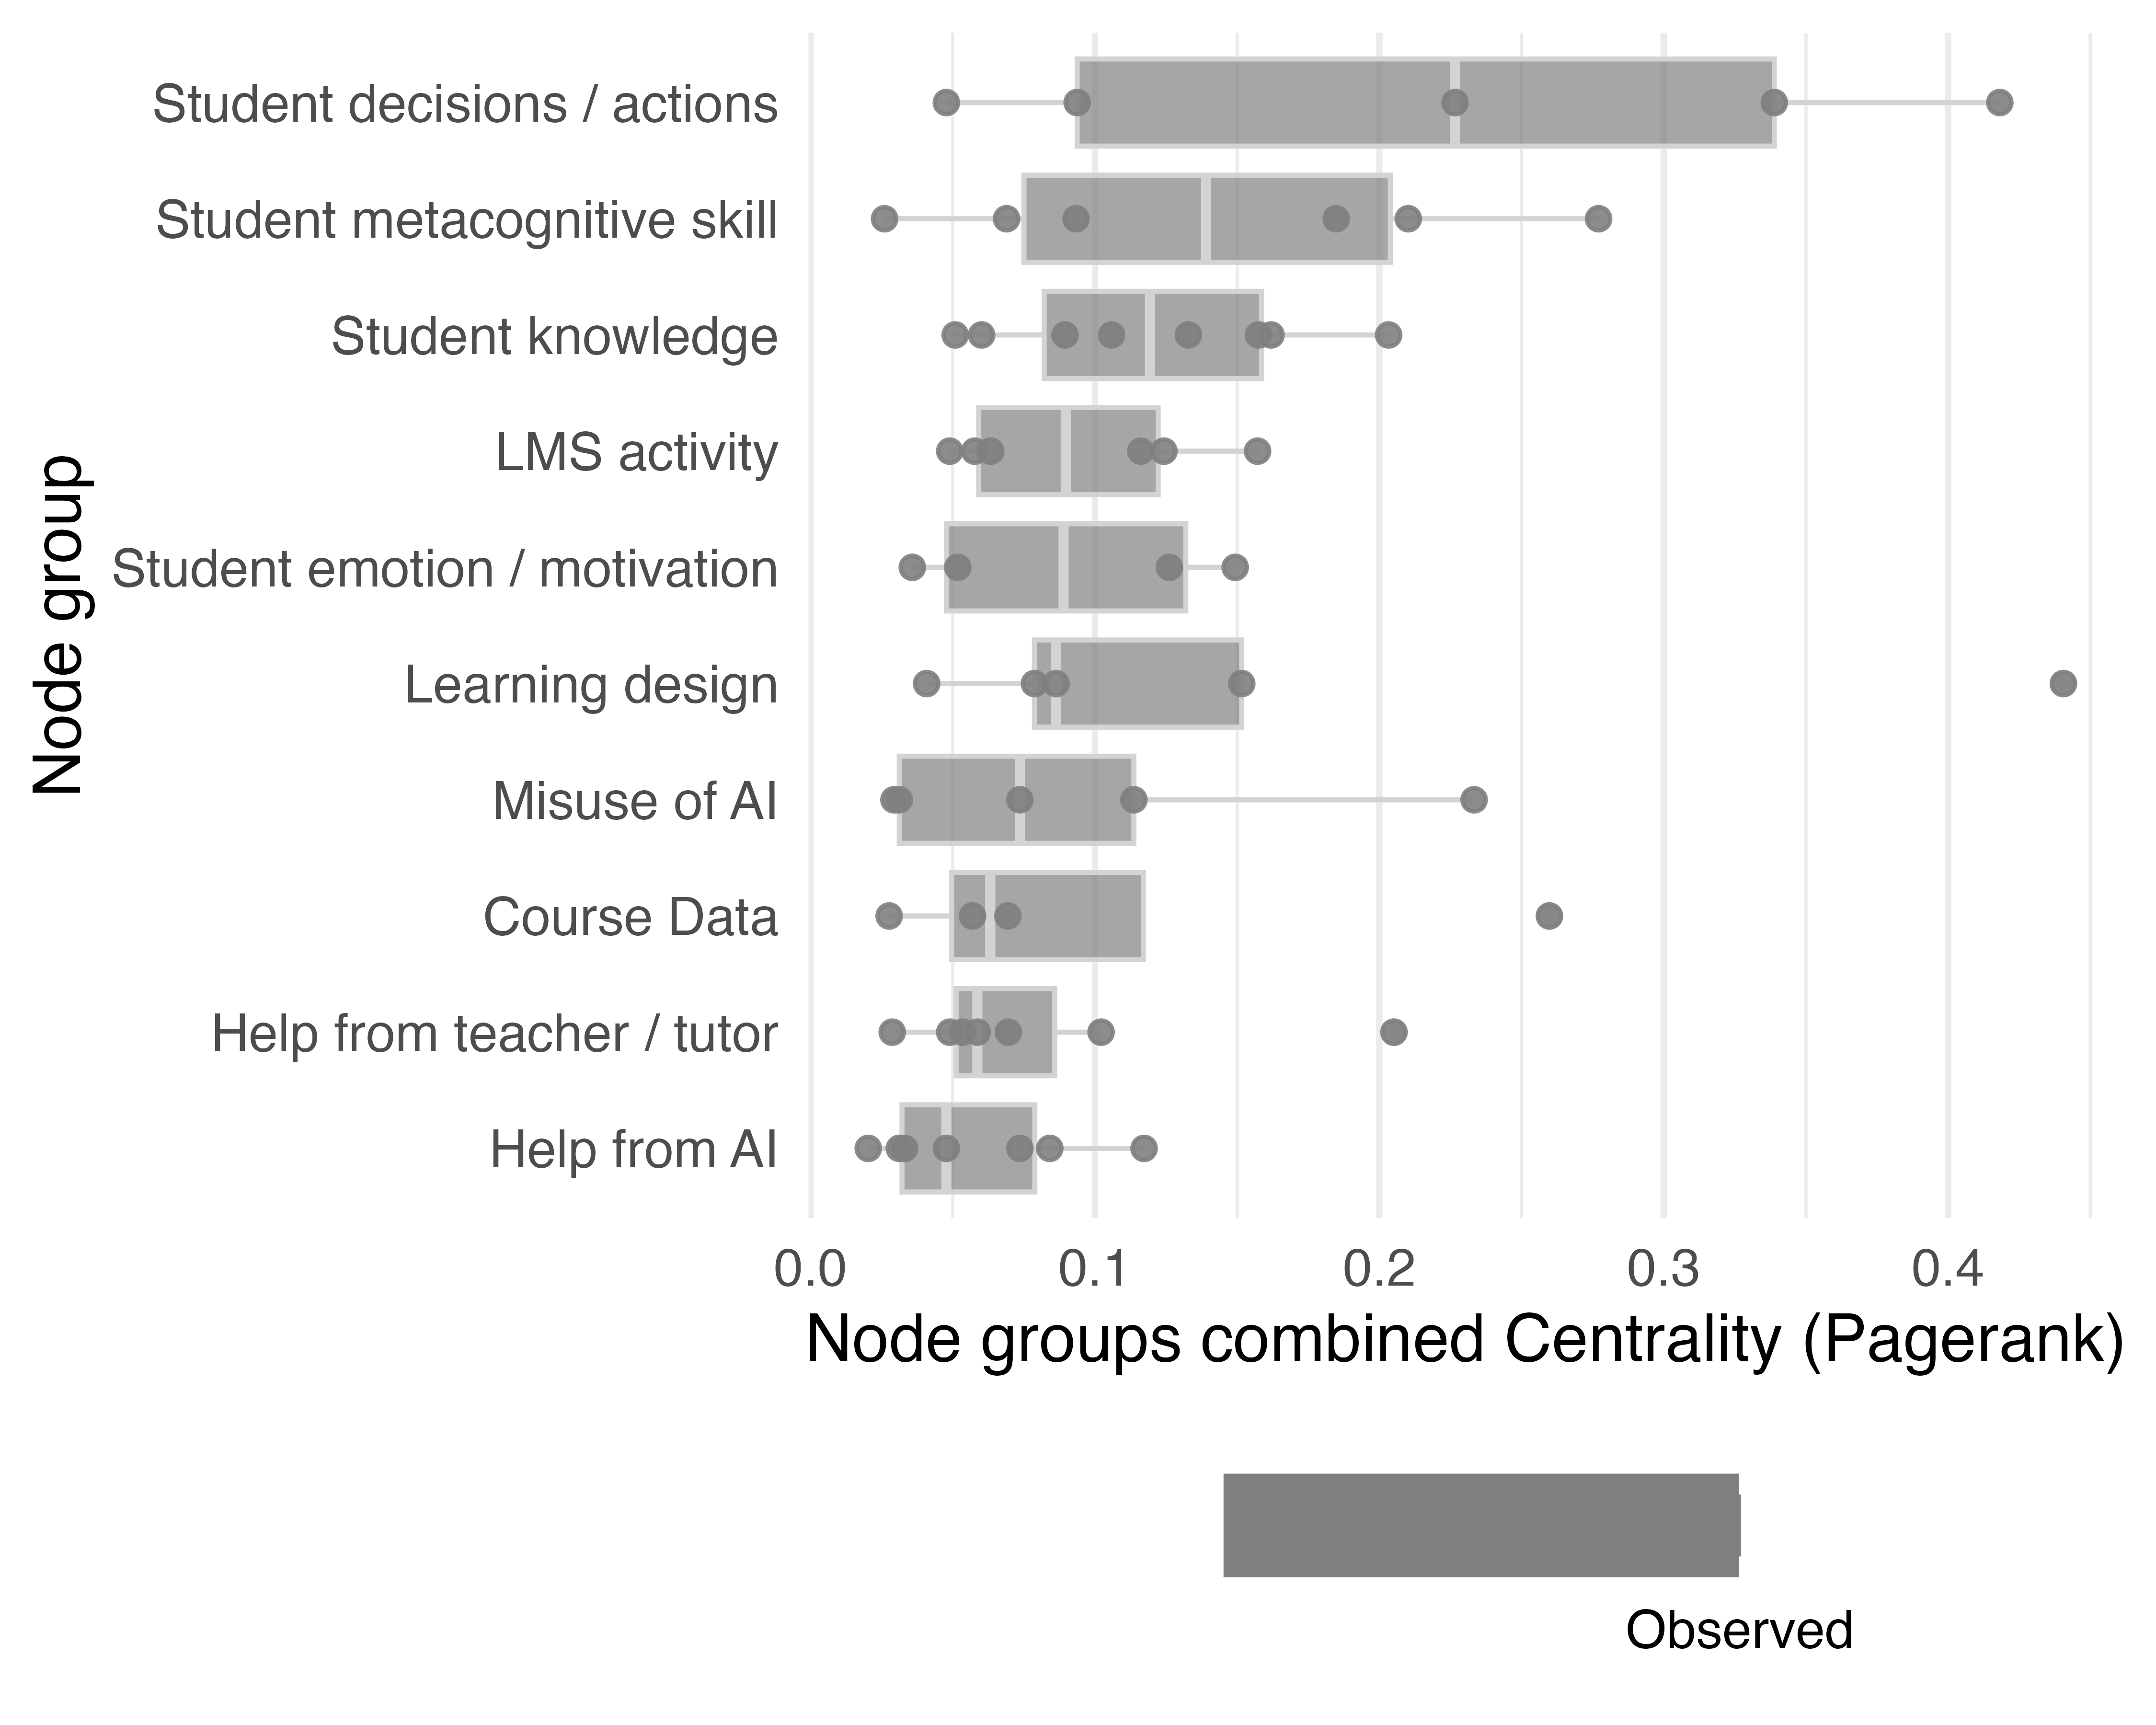 Student decisions / actions
Student metacognitive skill
Student knowledge
LMS activity
Student emotion / motivation
Learning design
Misuse of AI
Course Data
Help from teacher / tutor
Help from AI
Node group
0.0 0.1 0.2 0.3 0.4
Node groups combined Centrality (Pagerank)
Observed